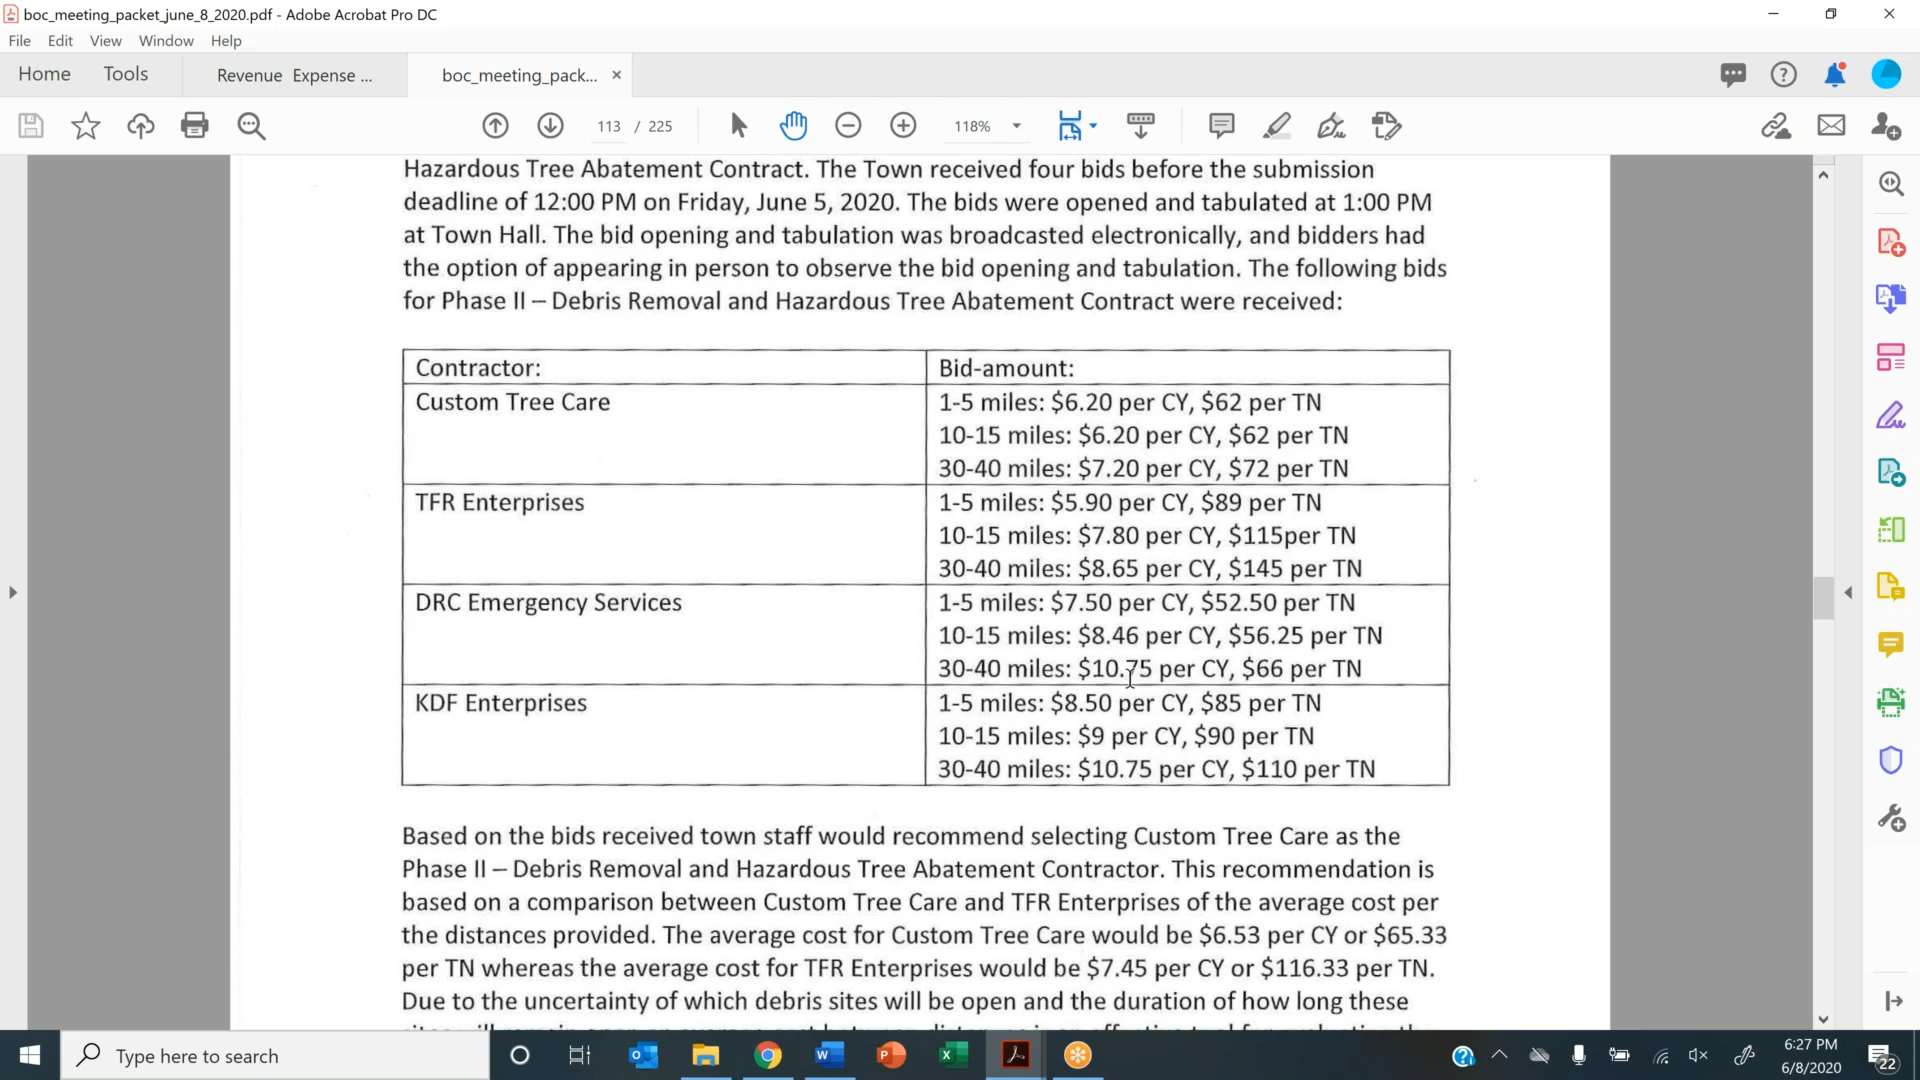 boc_meeting_packet_june_8_2020.pdf - Adobe Acrobat Pro DC
File Edit View Window Help
Home Tools Revenue Expense ... boc_meeting_pack... ×
113 / 225 118%
Hazardous Tree Abatement Contract. The Town received four bids before the submission
deadline of 12:00 PM on Friday, June 5, 2020. The bids were opened and tabulated at 1:00 PM
at Town Hall. The bid opening and tabulation was broadcasted electronically, and bidders had
the option of appearing in person to observe the bid opening and tabulation. The following bids
for Phase II – Debris Removal and Hazardous Tree Abatement Contract were received:
Contractor: Bid-amount:
Custom Tree Care 1-5 miles: $6.20 per CY, $62 per TN
10-15 miles: $6.20 per CY, $62 per TN
30-40 miles: $7.20 per CY, $72 per TN
TFR Enterprises 1-5 miles: $5.90 per CY, $89 per TN
10-15 miles: $7.80 per CY, $115per TN
30-40 miles: $8.65 per CY, $145 per TN
DRC Emergency Services 1-5 miles: $7.50 per CY, $52.50 per TN
10-15 miles: $8.46 per CY, $56.25 per TN
30-40 miles: $10.75 per CY, $66 per TN
KDF Enterprises 1-5 miles: $8.50 per CY, $85 per TN
10-15 miles: $9 per CY, $90 per TN
30-40 miles: $10.75 per CY, $110 per TN
Based on the bids received town staff would recommend selecting Custom Tree Care as the
Phase II – Debris Removal and Hazardous Tree Abatement Contractor. This recommendation is
based on a comparison between Custom Tree Care and TFR Enterprises of the average cost per
the distances provided. The average cost for Custom Tree Care would be $6.53 per CY or $65.33
per TN whereas the average cost for TFR Enterprises would be $7.45 per CY or $116.33 per TN.
Due to the uncertainty of which debris sites will be open and the duration of how long these
Type here to search
6:27 PM
6/8/2020
22